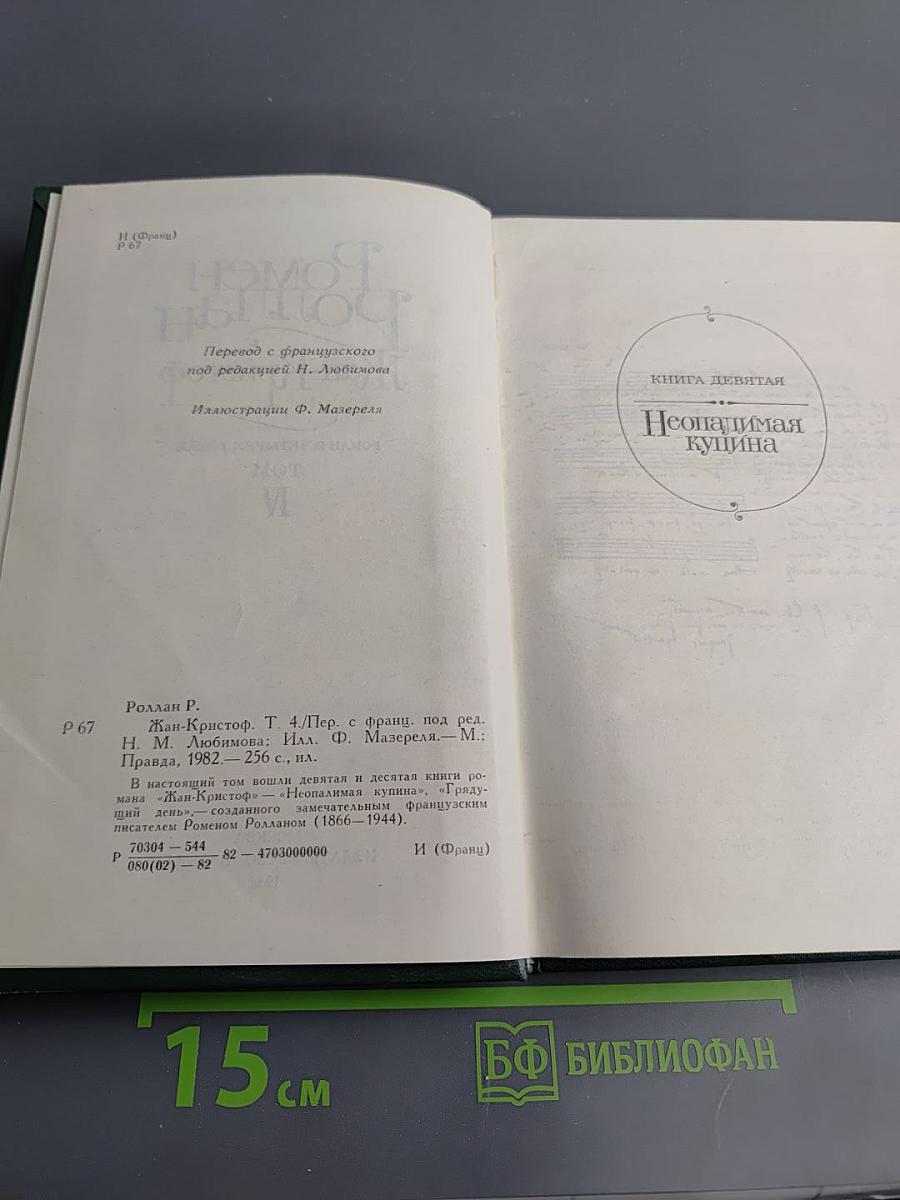 И (Франц)
Р 67
Перевод с французского
под редакцией Н. Любимова
Иллюстрации Ф. Мазереля
Роллан Р.
Р 67
Жан-Кристоф. Т. 4./Пер. с франц. под ред.
Н. М. Любимова; Илл. Ф. Мазереля.— М.:
Правда, 1982.— 256 с., ил.
В настоящий том вошли девятая и десятая книги ро-
мана «Жан-Кристоф» — «Неопалимая купина», «Гряду-
щий день»,— созданного замечательным французским
писателем Роменом Ролланом (1866—1944).
Р 70304 — 544
080(02) — 82
82 — 4703000000
И (Франц)
КНИГА ДЕВЯТАЯ
Неопалимая
купина
15 см
БФ БИБЛИОФАН